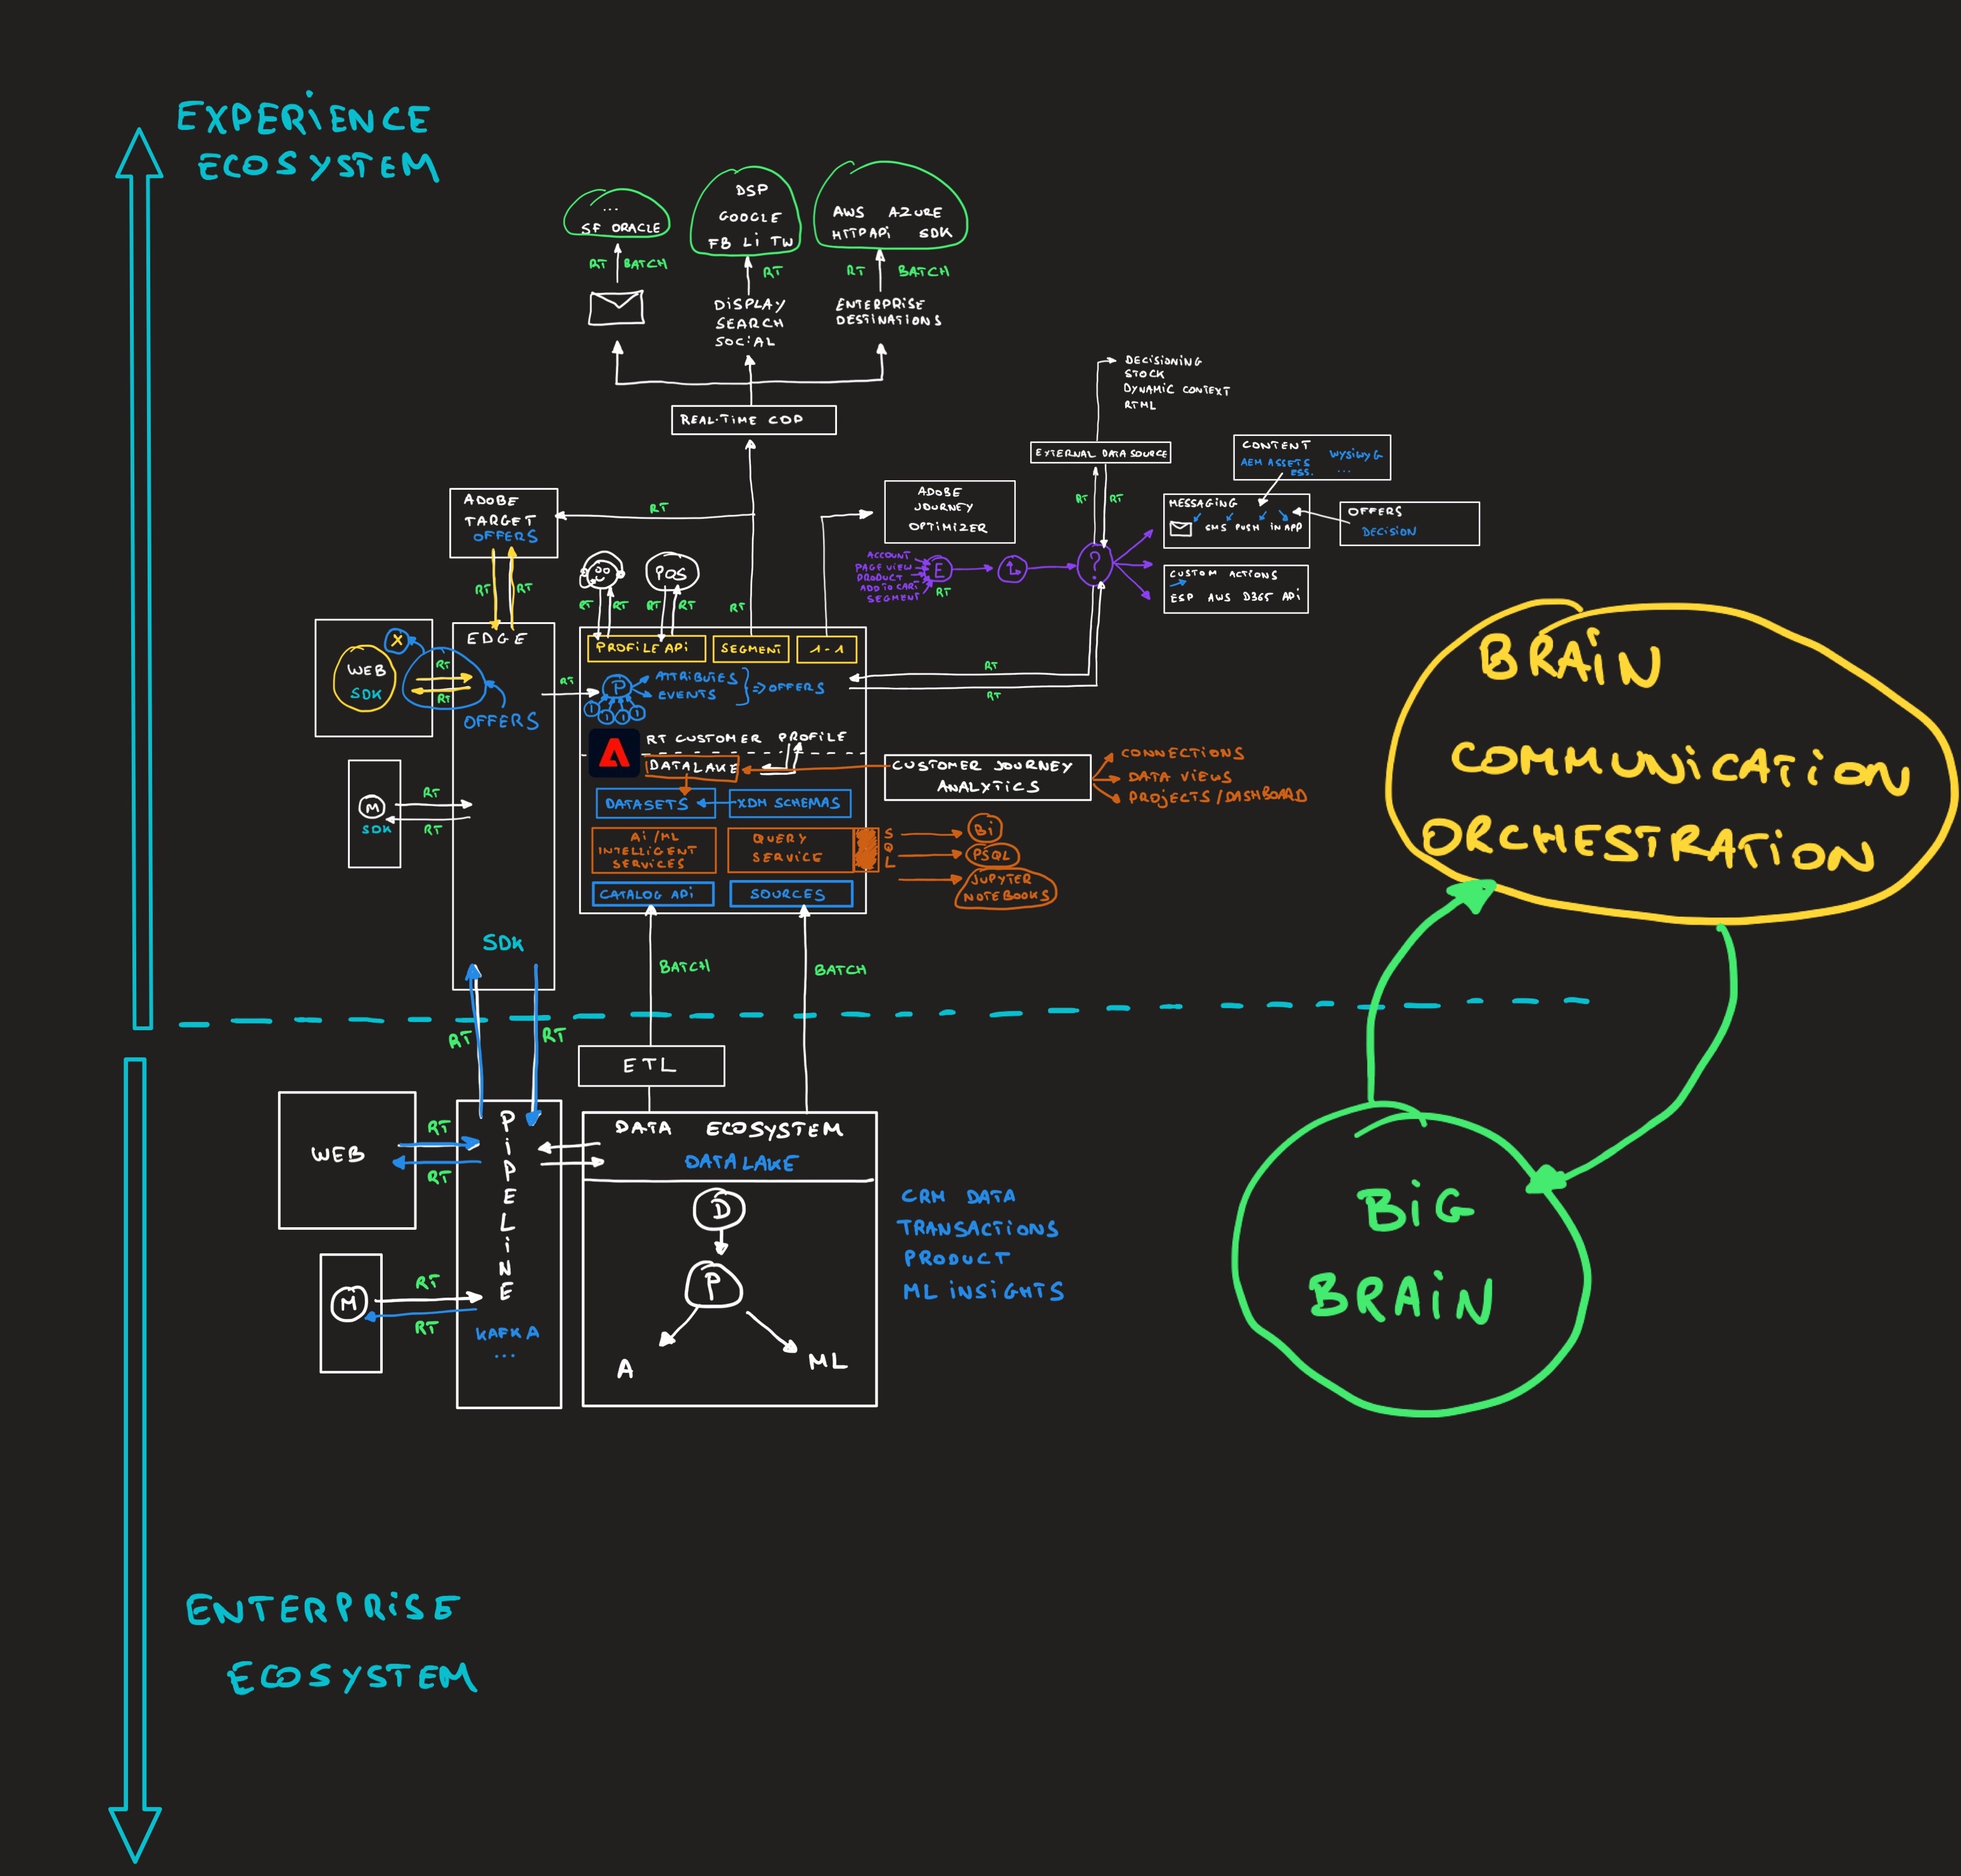 EXPERIENCE
ECOSYSTEM
...
SF ORACLE
DSP
GOOGLE
FB Li TW
AWS AZURE
HTTPAPi SDK
RT BATCH
RT
RT BATCH
DiSPLAY
SEARCH
SOCiAL
ENTERPRiSE
DESTiNATiONS
REAL-TiME CDP
DECiSiONiNG
STOCK
DYNAMiC CONTEXT
RTML
EXTERNAL DATA SOURCE
RT RT
CONTENT
AEM ASSETS
ESS.
WYSiWYG
...
MESSAGiNG
SMS PUSH iNAPP
OFFERS
DECiSiON
CUSTOM ACTiONS
ESP AWS D365 APi
ADOBE
JOURNEY
OPTiMiZER
ACCOUNT
PAGE VIEW
PRODUCT
ADD TO CART
SEGMENT
E
RT
?
ADOBE
TARGET
OFFERS
RT
RT RT
POS
RT RT RT RT
RT
EDGE
X
WEB
SDK
RT
RT
OFFERS
RT
M
SDK
RT
RT
SDK
PROFiLE APi
SEGMENT
1-1
P
ATTRiBUTES
EVENTS
=> OFFERS
RT
RT
RT CUSTOMER PROFiLE
DATALAKE
DATASETS
XDM SCHEMAS
Ai/ML
iNTELLiGENT
SERViCES
QUERY
SERViCE
SQL
CATALOG APi
SOURCES
CUSTOMER JOURNEY
ANALYTiCS
CONNECTiONS
DATA ViEWS
PROJECTS/DASHBOARD
Bi
PSQL
JUPYTER
NOTEBOOKS
BATCH
BATCH
RT
RT
ETL
WEB
RT
RT
M
RT
RT
PiPELiNE
KAFKA
...
DATA ECOSYSTEM
DATALAKE
D
P
A
ML
CRM DATA
TRANSACTiONS
PRODUCT
ML iNSiGHTS
BRAiN
COMMUNiCATiON
ORCHESTRATiON
BiG
BRAiN
ENTERPRiSE
ECOSYSTEM